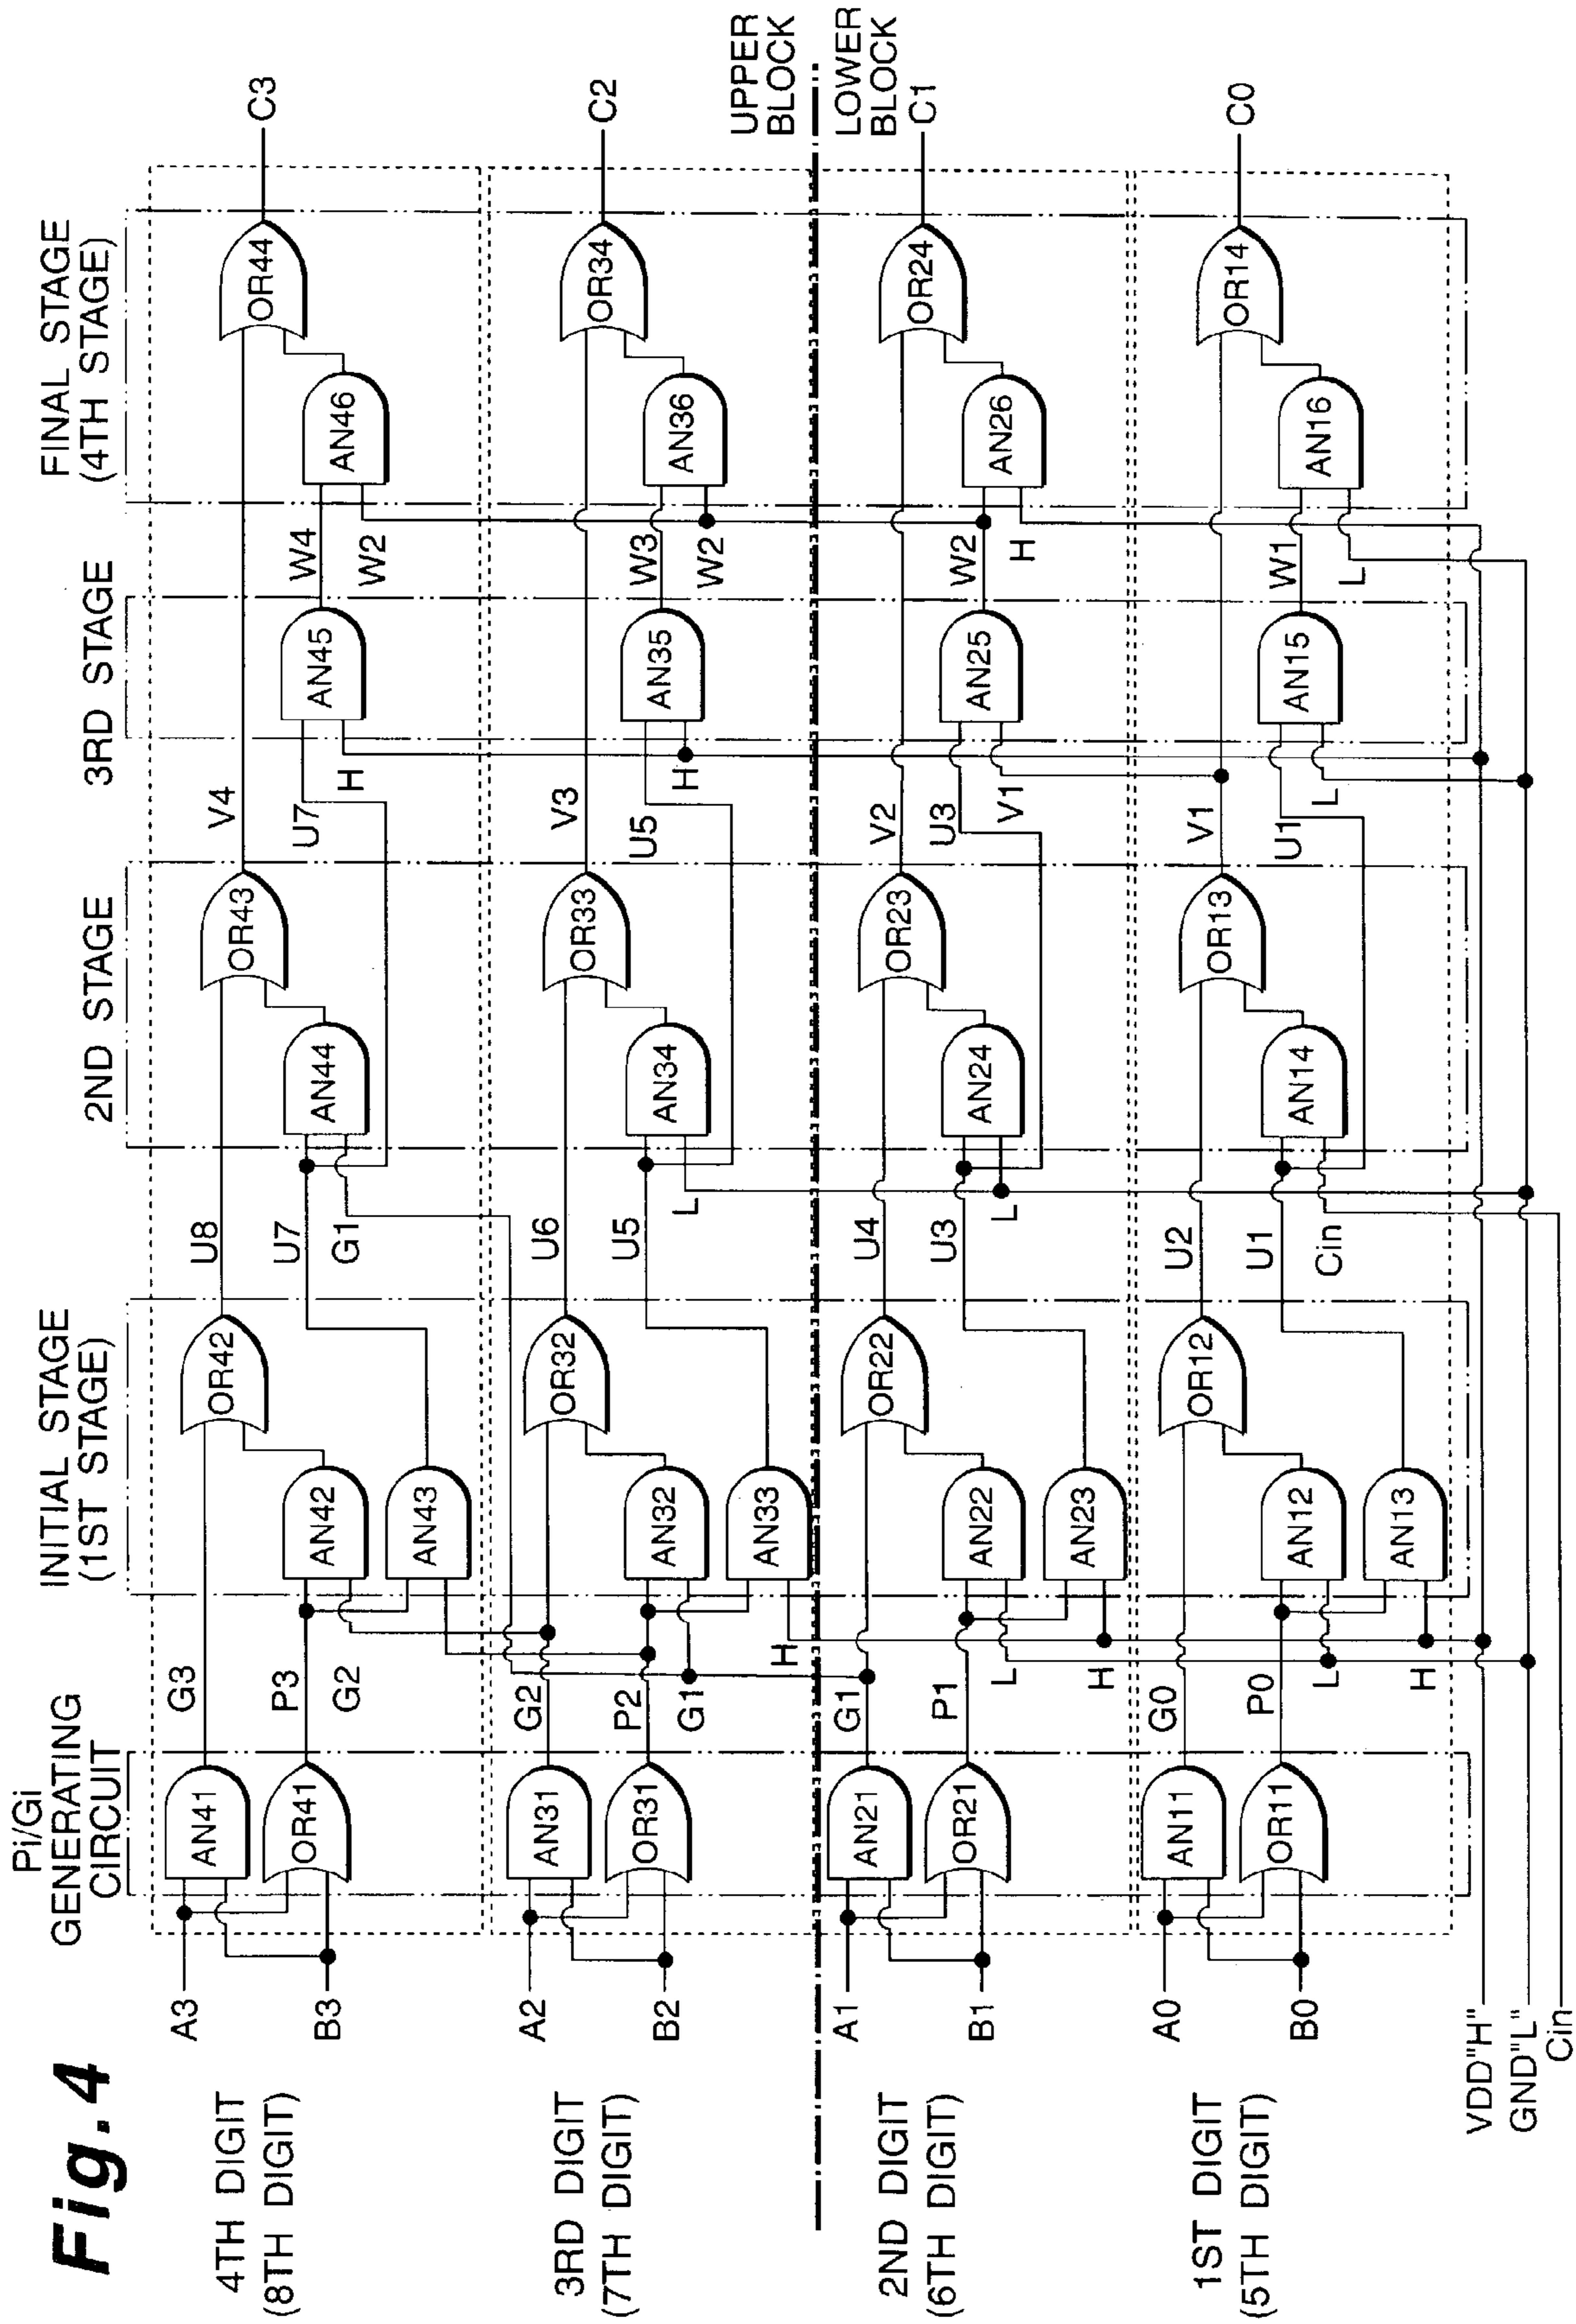 Fig.4
Pi/Gi
GENERATING
CIRCUIT
INITIAL STAGE
(1ST STAGE)
2ND STAGE
3RD STAGE
FINAL STAGE
(4TH STAGE)
4TH DIGIT
(8TH DIGIT)
A3
B3
AN41
OR41
G3
P3
G2
AN42
AN43
OR42
U8
U7
G1
AN44
OR43
V4
U7
H
AN45
W4
W2
AN46
OR44
C3
3RD DIGIT
(7TH DIGIT)
A2
B2
AN31
OR31
G2
P2
G1
H
AN32
AN33
OR32
U6
U5
L
AN34
OR33
V3
U5
H
AN35
W3
W2
AN36
OR34
C2
UPPER
BLOCK
LOWER
BLOCK
2ND DIGIT
(6TH DIGIT)
A1
B1
AN21
OR21
G1
P1
L
H
AN22
AN23
OR22
U4
U3
L
AN24
OR23
V2
U3
V1
AN25
W2
H
AN26
OR24
C1
1ST DIGIT
(5TH DIGIT)
A0
B0
AN11
OR11
G0
P0
L
H
AN12
AN13
OR12
U2
U1
Cin
AN14
OR13
V1
U1
L
AN15
W1
L
AN16
OR14
C0
VDD"H"
GND"L"
Cin